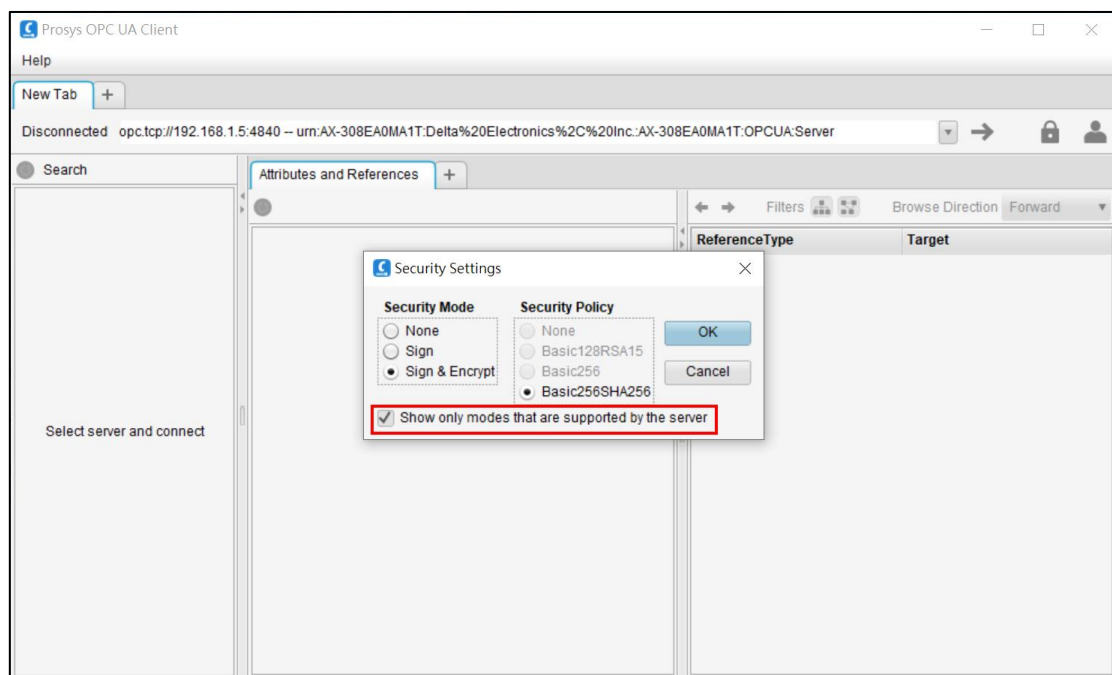 Prosys OPC UA Client
Help
New Tab +
Disconnected opc.tcp://192.168.1.5:4840 -- urn:AX-308EA0MA1T:Delta%20Electronics%2C%20Inc.:AX-308EA0MA1T:OPCUA:Server
Search
Attributes and References +
Filters Browse Direction Forward
ReferenceType Target
Security Settings
Security Mode Security Policy
None None OK
Sign Basic128RSA15
Sign & Encrypt Basic256 Cancel
Basic256SHA256
Show only modes that are supported by the server
Select server and connect